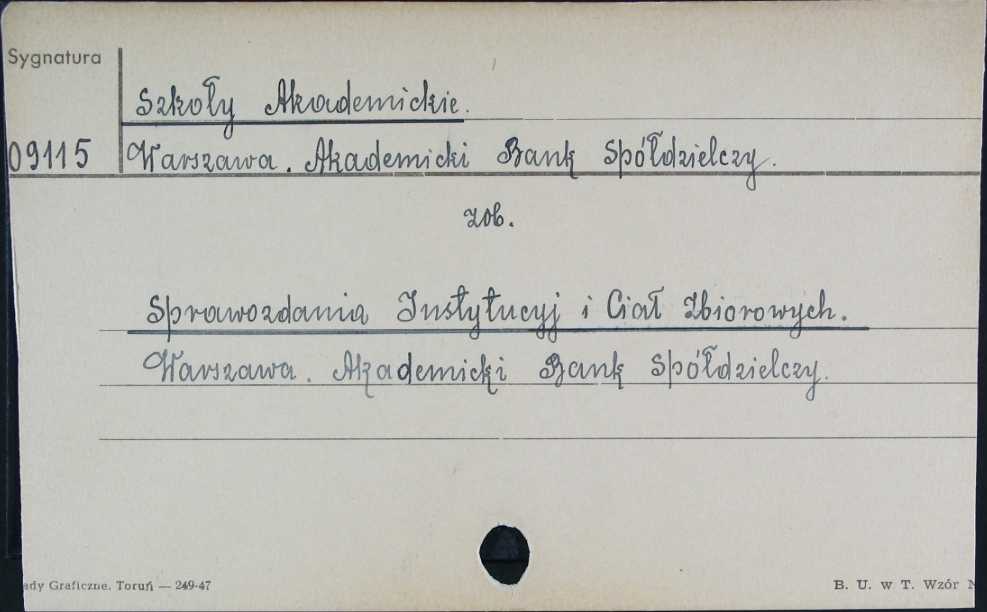 Sygnatura
Szkoły Akademickie.
09115 Warszawa. Akademicki Bank Spółdzielczy.
zob.
Sprawozdania Instytucyj i Ciał Zbiorowych.
Warszawa. Akademicki Bank Spółdzielczy.
ady Graficzne. Toruń — 249-47
B. U. w T. Wzór N